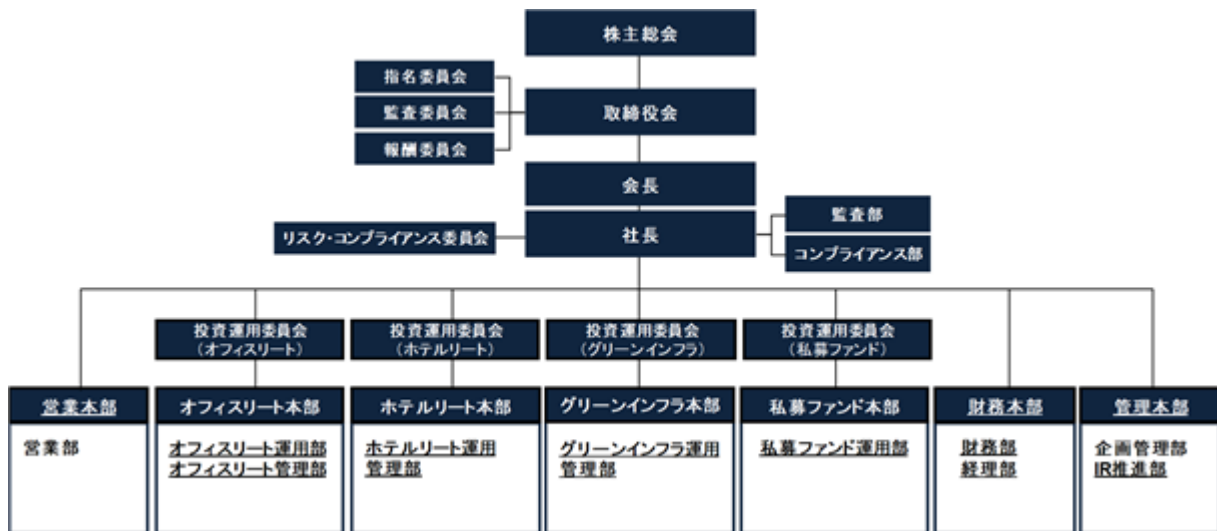 株主総会
指名委員会
監査委員会
報酬委員会
取締役会
会長
社長
リスク・コンプライアンス委員会
監査部
コンプライアンス部
投資運用委員会
（オフィスリート）
投資運用委員会
（ホテルリート）
投資運用委員会
（グリーンインフラ）
投資運用委員会
（私募ファンド）
営業本部
営業部
オフィスリート本部
オフィスリート運用部
オフィスリート管理部
ホテルリート本部
ホテルリート運用
管理部
グリーンインフラ本部
グリーンインフラ運用
管理部
私募ファンド本部
私募ファンド運用部
財務本部
財務部
経理部
管理本部
企画管理部
IR推進部